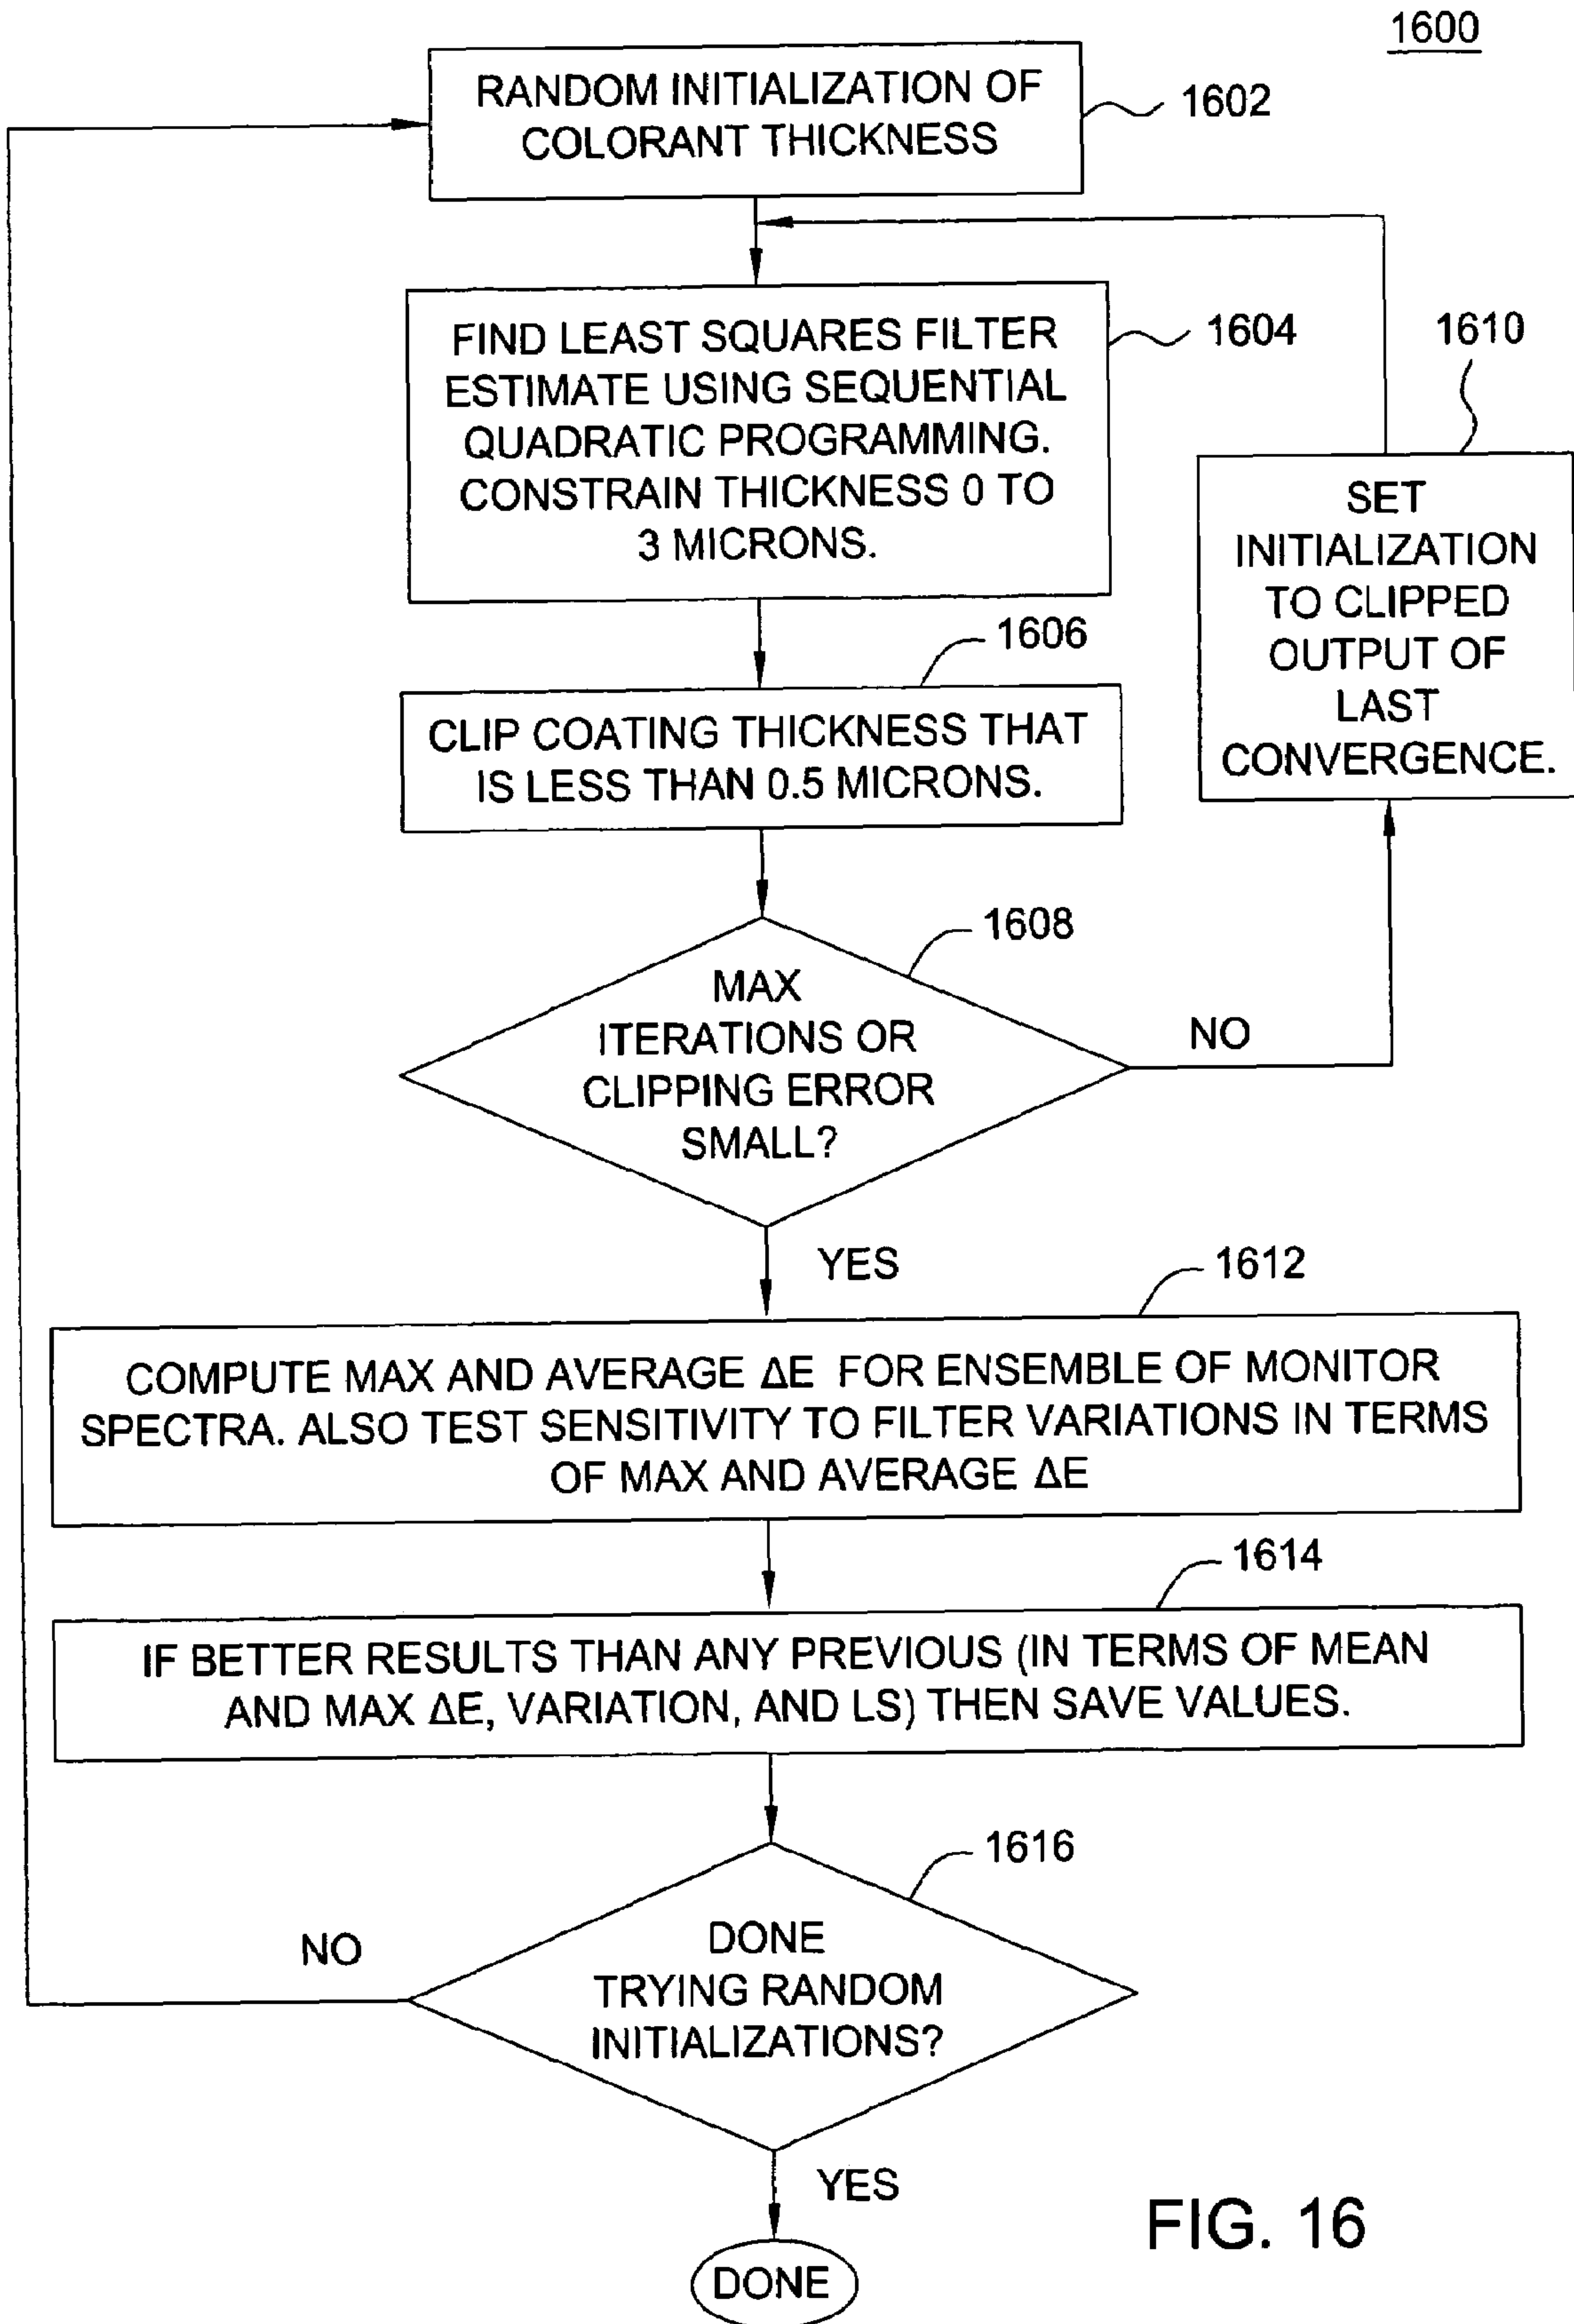 1600
RANDOM INITIALIZATION OF
COLORANT THICKNESS
1602
FIND LEAST SQUARES FILTER
ESTIMATE USING SEQUENTIAL
QUADRATIC PROGRAMMING.
CONSTRAIN THICKNESS 0 TO
3 MICRONS.
1604
1610
SET
INITIALIZATION
TO CLIPPED
OUTPUT OF
LAST
CONVERGENCE.
1606
CLIP COATING THICKNESS THAT
IS LESS THAN 0.5 MICRONS.
1608
MAX
ITERATIONS OR
CLIPPING ERROR
SMALL?
NO
YES
1612
COMPUTE MAX AND AVERAGE ΔE FOR ENSEMBLE OF MONITOR
SPECTRA. ALSO TEST SENSITIVITY TO FILTER VARIATIONS IN TERMS
OF MAX AND AVERAGE ΔE
1614
IF BETTER RESULTS THAN ANY PREVIOUS (IN TERMS OF MEAN
AND MAX ΔE, VARIATION, AND LS) THEN SAVE VALUES.
1616
DONE
TRYING RANDOM
INITIALIZATIONS?
NO
YES
DONE
FIG. 16